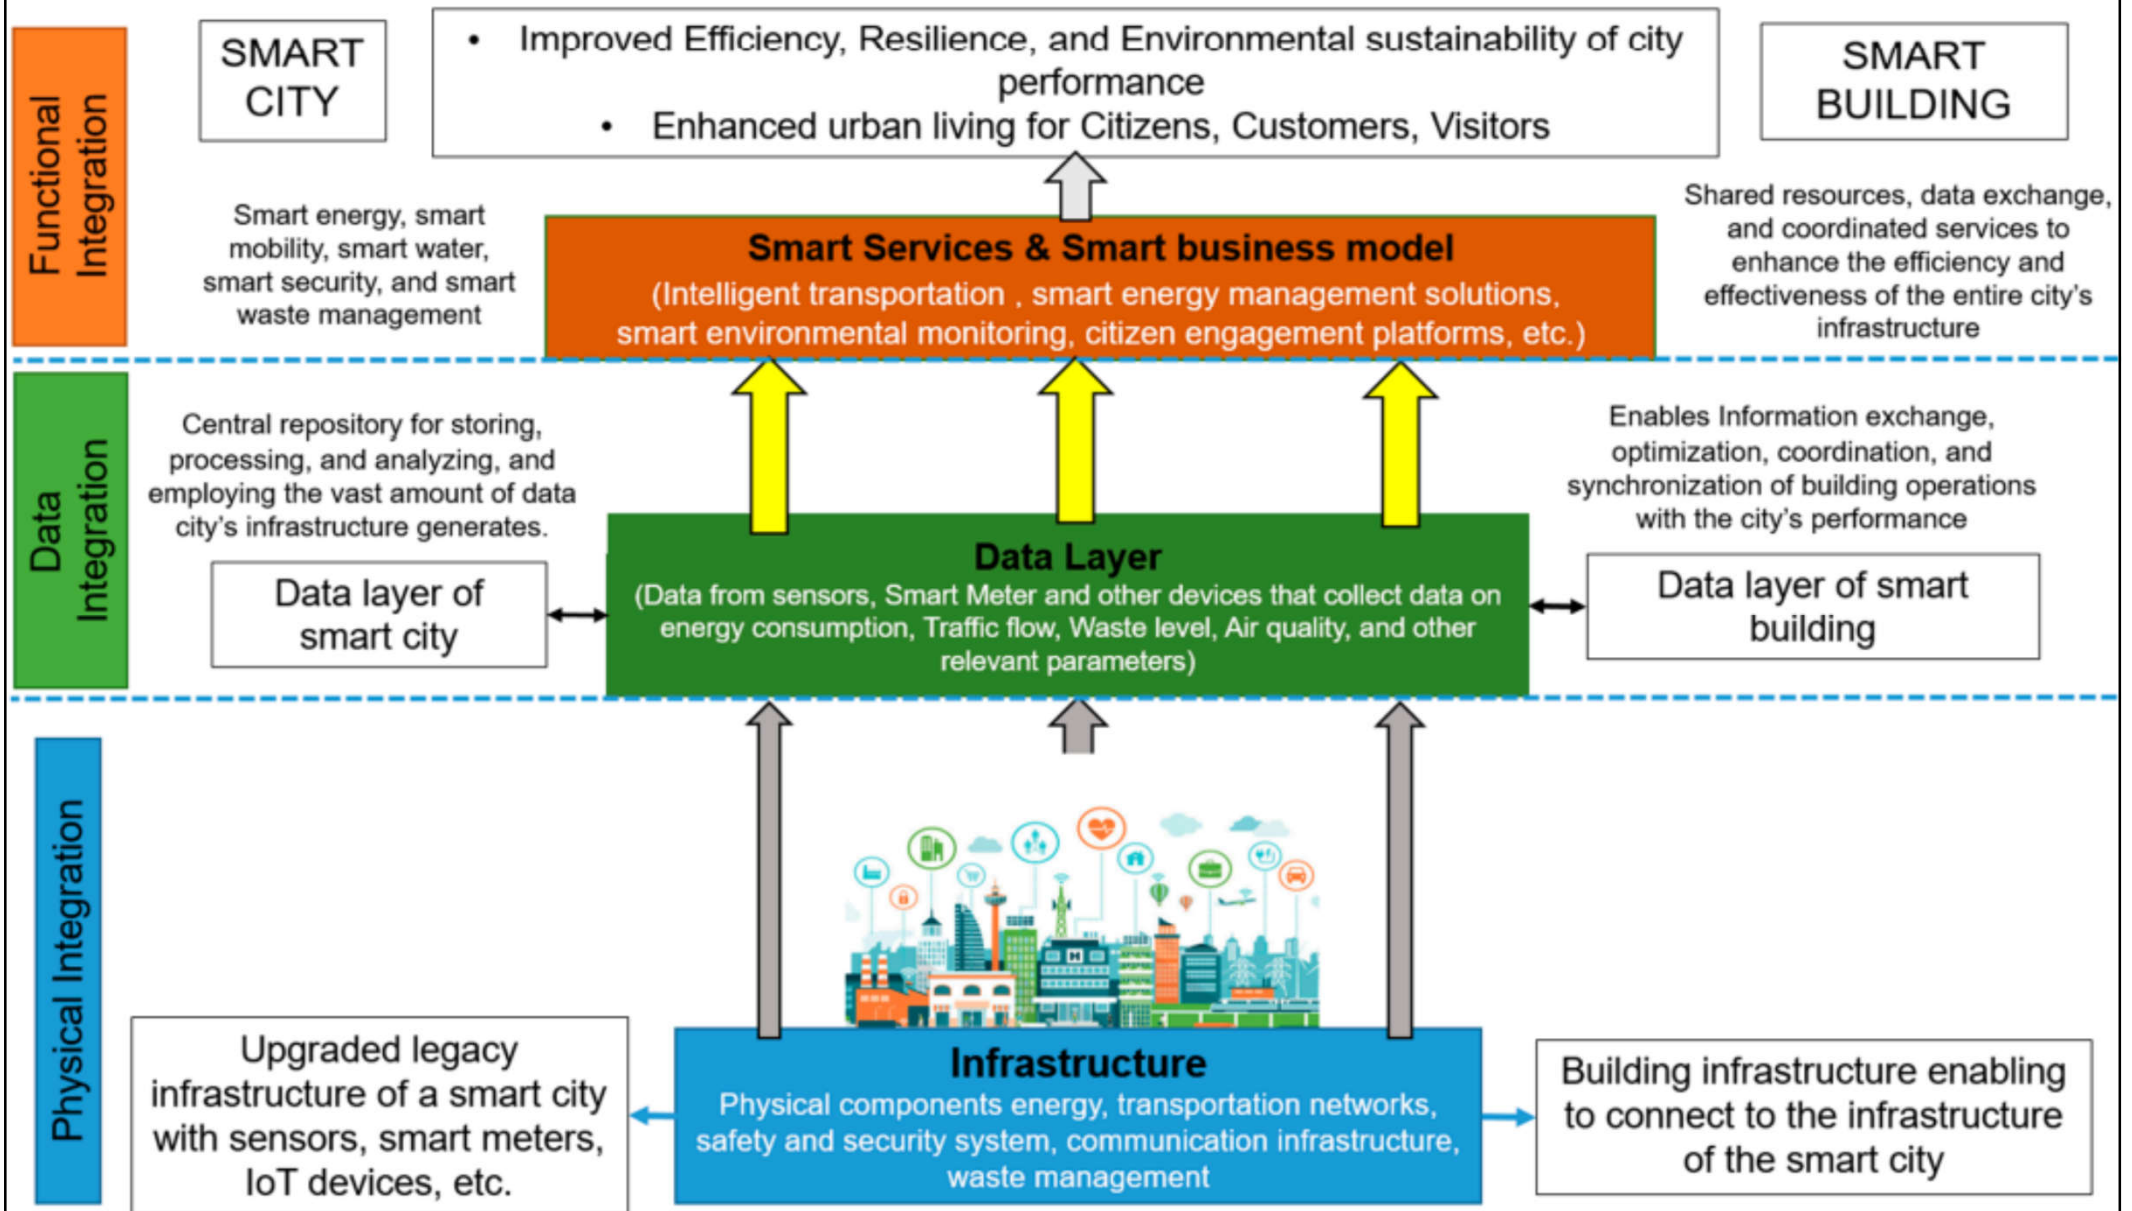 Functional
Integration
SMART
CITY
• Improved Efficiency, Resilience, and Environmental sustainability of city
performance
• Enhanced urban living for Citizens, Customers, Visitors
SMART
BUILDING
Smart energy, smart
mobility, smart water,
smart security, and smart
waste management
Smart Services & Smart business model
(Intelligent transportation , smart energy management solutions,
smart environmental monitoring, citizen engagement platforms, etc.)
Shared resources, data exchange,
and coordinated services to
enhance the efficiency and
effectiveness of the entire city's
infrastructure
Data
Integration
Central repository for storing,
processing, and analyzing, and
employing the vast amount of data
city's infrastructure generates.
Data layer of
smart city
Data Layer
(Data from sensors, Smart Meter and other devices that collect data on
energy consumption, Traffic flow, Waste level, Air quality, and other
relevant parameters)
Enables Information exchange,
optimization, coordination, and
synchronization of building operations
with the city's performance
Data layer of smart
building
Physical Integration
H
Upgraded legacy
infrastructure of a smart city
with sensors, smart meters,
IoT devices, etc.
Infrastructure
Physical components energy, transportation networks,
safety and security system, communication infrastructure,
waste management
Building infrastructure enabling
to connect to the infrastructure
of the smart city